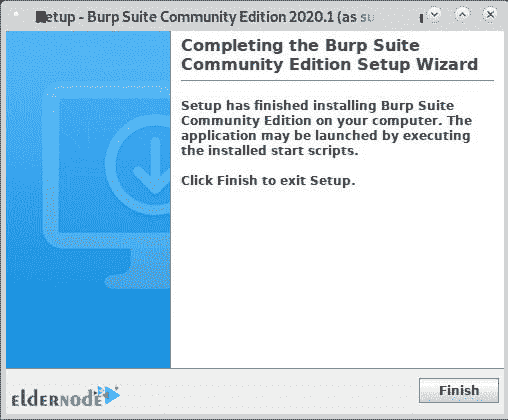 Setup - Burp Suite Community Edition 2020.1 (as su
Completing the Burp Suite
Community Edition Setup Wizard
Setup has finished installing Burp Suite
Community Edition on your computer. The
application may be launched by executing
the installed start scripts.
Click Finish to exit Setup.
eldernode
Finish